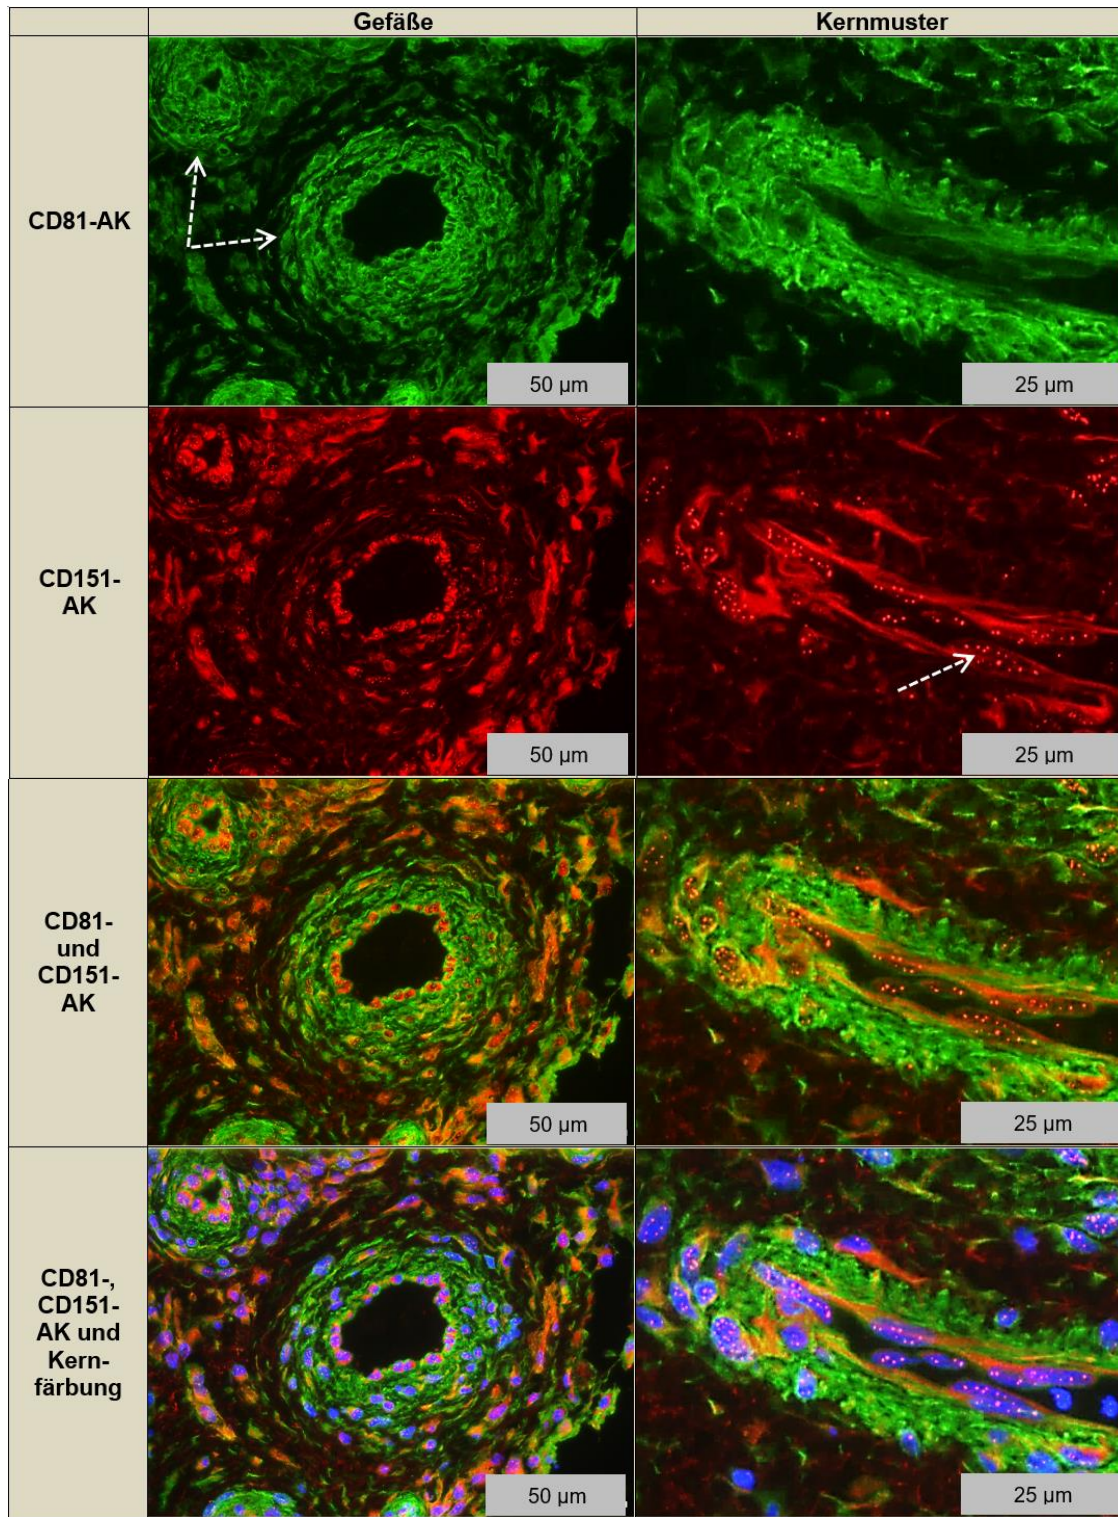 Gefäße
Kernmuster
CD81-AK
50 µm
25 µm
CD151-
AK
50 µm
25 µm
CD81-
und
CD151-
AK
50 µm
25 µm
CD81-,
CD151-
AK und
Kern-
färbung
50 µm
25 µm